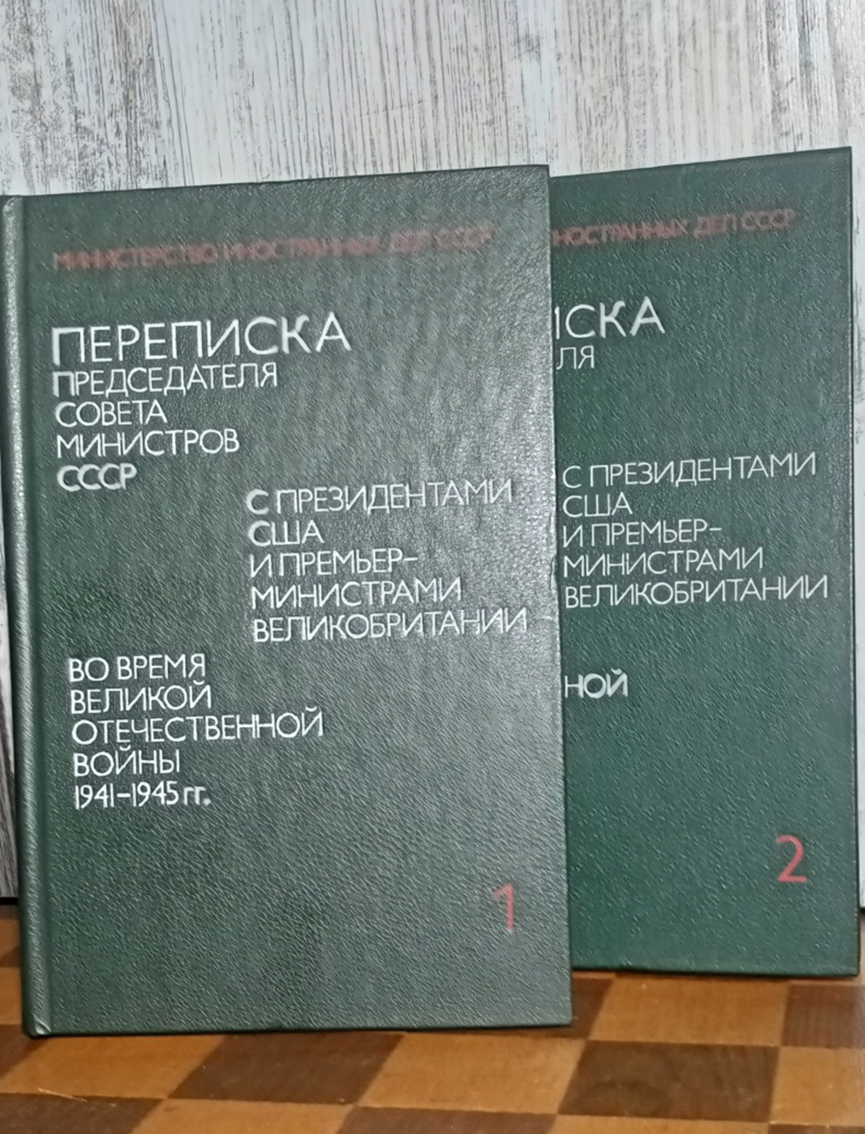 МИНИСТЕРСТВО ИНОСТРАННЫХ ДЕЛ СССР
ПЕРЕПИСКА
ПРЕДСЕДАТЕЛЯ
СОВЕТА
МИНИСТРОВ
СССР
С ПРЕЗИДЕНТАМИ
США
И ПРЕМЬЕР-
МИНИСТРАМИ
ВЕЛИКОБРИТАНИИ
ВО ВРЕМЯ
ВЕЛИКОЙ
ОТЕЧЕСТВЕННОЙ
ВОЙНЫ
1941-1945 гг.
1
НОСТРАННЫХ ДЕЛ СССР
ИСКА
ЛЯ
С ПРЕЗИДЕНТАМИ
США
И ПРЕМЬЕР-
МИНИСТРАМИ
ВЕЛИКОБРИТАНИИ
НОЙ
2